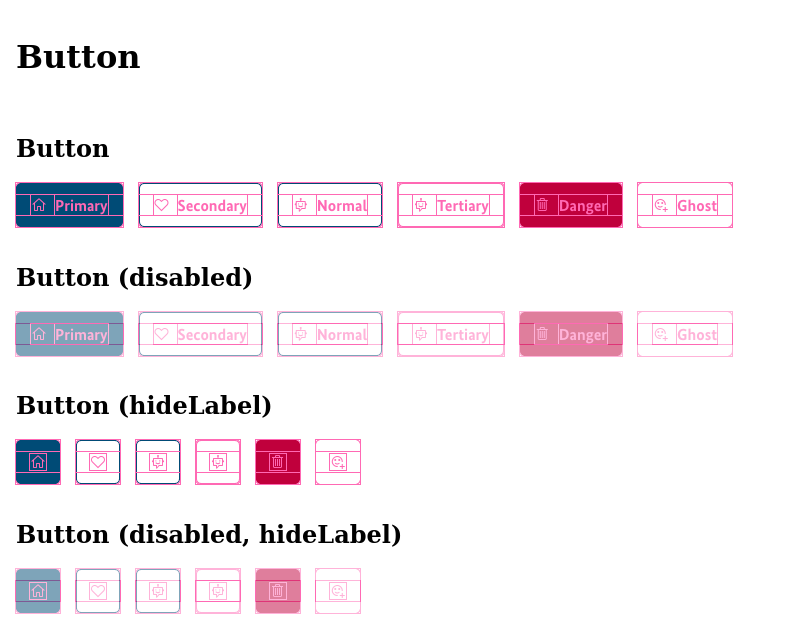 Button
Button
Primary Secondary Normal Tertiary Danger Ghost
Button (disabled)
Primary Secondary Normal Tertiary Danger Ghost
Button (hideLabel)
Button (disabled, hideLabel)